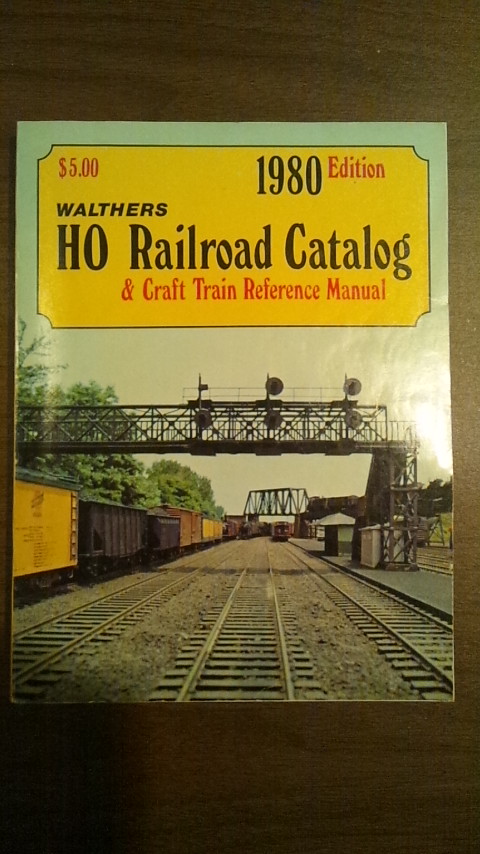 $5.00
1980 Edition
WALTHERS
HO Railroad Catalog
& Craft Train Reference Manual